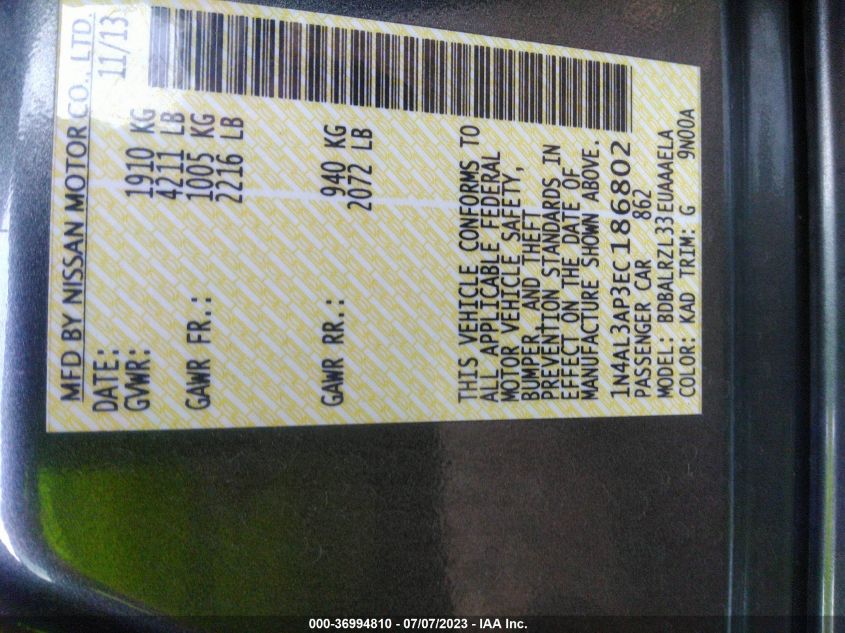 MFD BY NISSAN MOTOR CO., LTD.
DATE: 11/13
GVWR: 1910 KG
4211 LB
GAWR FR.: 1005 KG
2216 LB
GAWR RR.: 940 KG
2072 LB
THIS VEHICLE CONFORMS TO
ALL APPLICABLE FEDERAL
MOTOR VEHICLE SAFETY,
BUMPER AND THEFT
PREVENTION STANDARDS IN
EFFECT ON THE DATE OF
MANUFACTURE SHOWN ABOVE.
1N4AL3AP3EC186802
PASSENGER CAR 862
MODEL: BDBALRZL33EUAAAELA
COLOR: KAD TRIM: G 9N00A
000-36994810 - 07/07/2023 - IAA Inc.